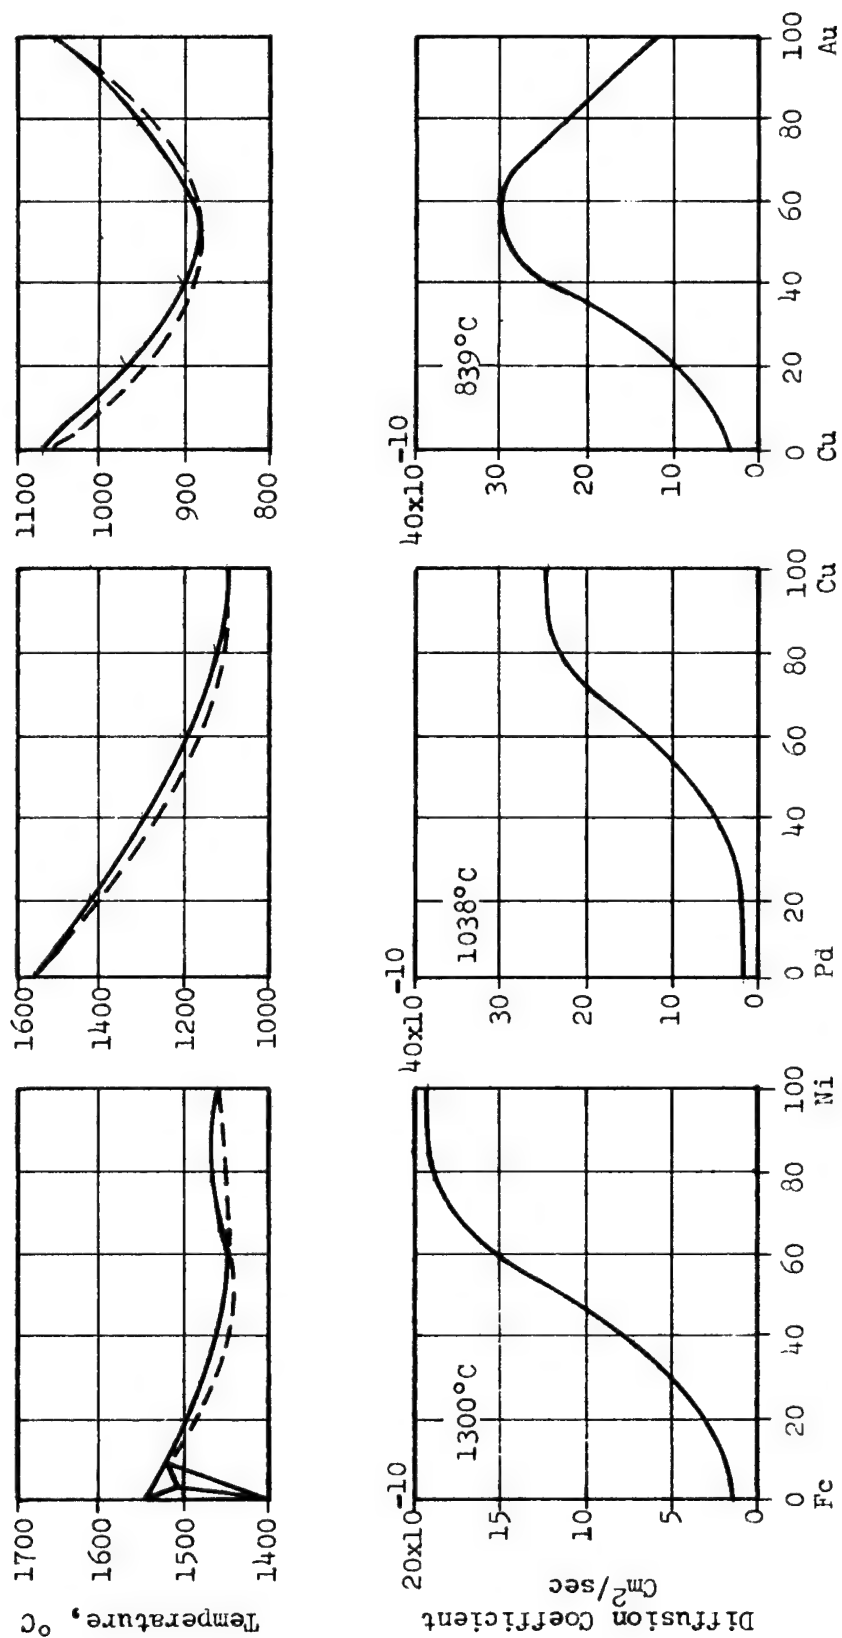 Temperature, °C
1700
1600
1500
1400
1600
1400
1200
1000
1100
1000
900
800
Diffusion Coefficient
Cm²/sec
20x10-10
15
10
5
0
1300°C
0 20 40 60 80 100
Fe Ni
40x10-10
30
20
10
0
1038°C
0 20 40 60 80 100
Pd Cu
40x10-10
30
20
10
0
839°C
0 20 40 60 80 100
Cu Au